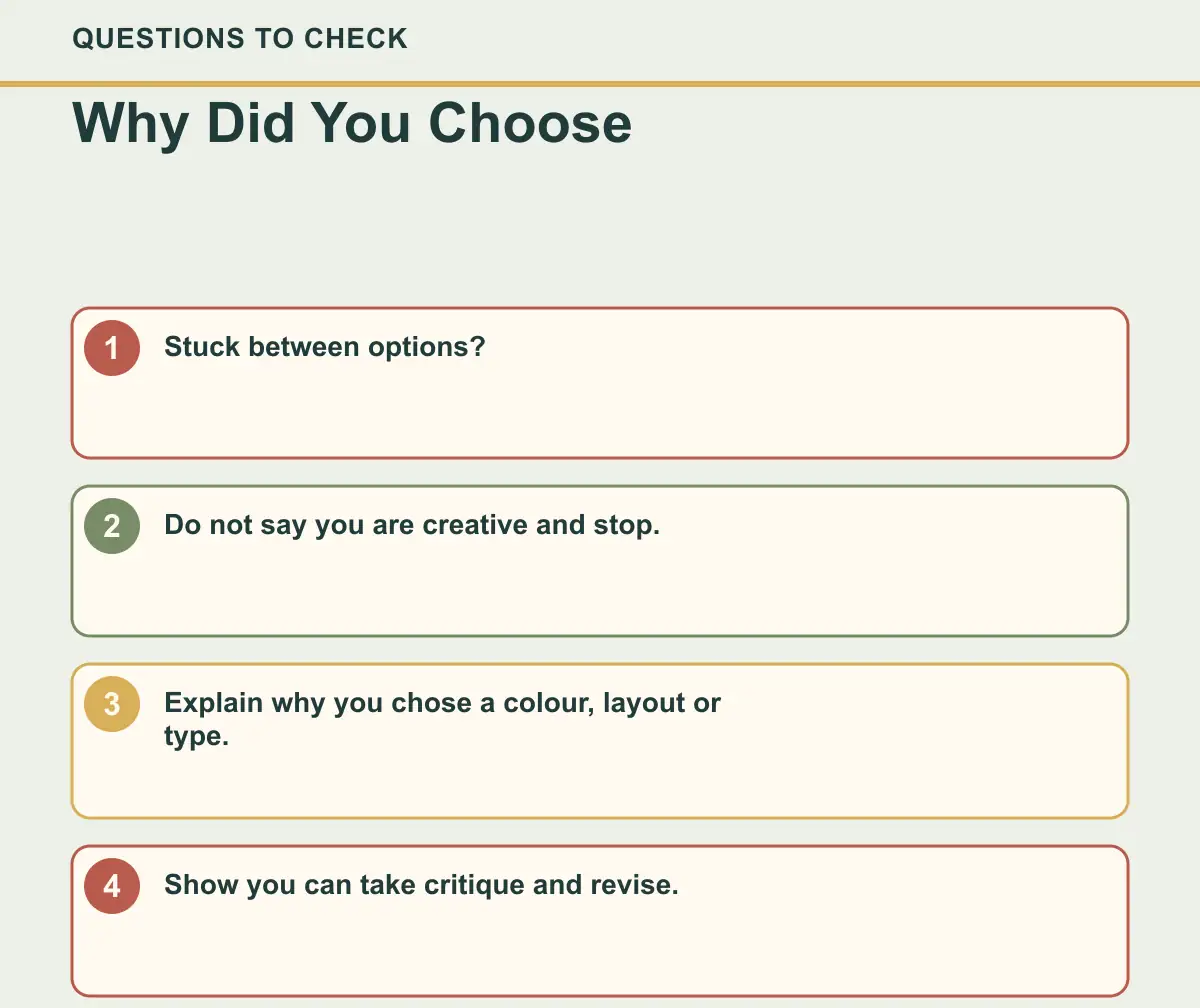 QUESTIONS TO CHECK
Why Did You Choose
1
Stuck between options?
2
Do not say you are creative and stop.
3
Explain why you chose a colour, layout or
type.
4
Show you can take critique and revise.